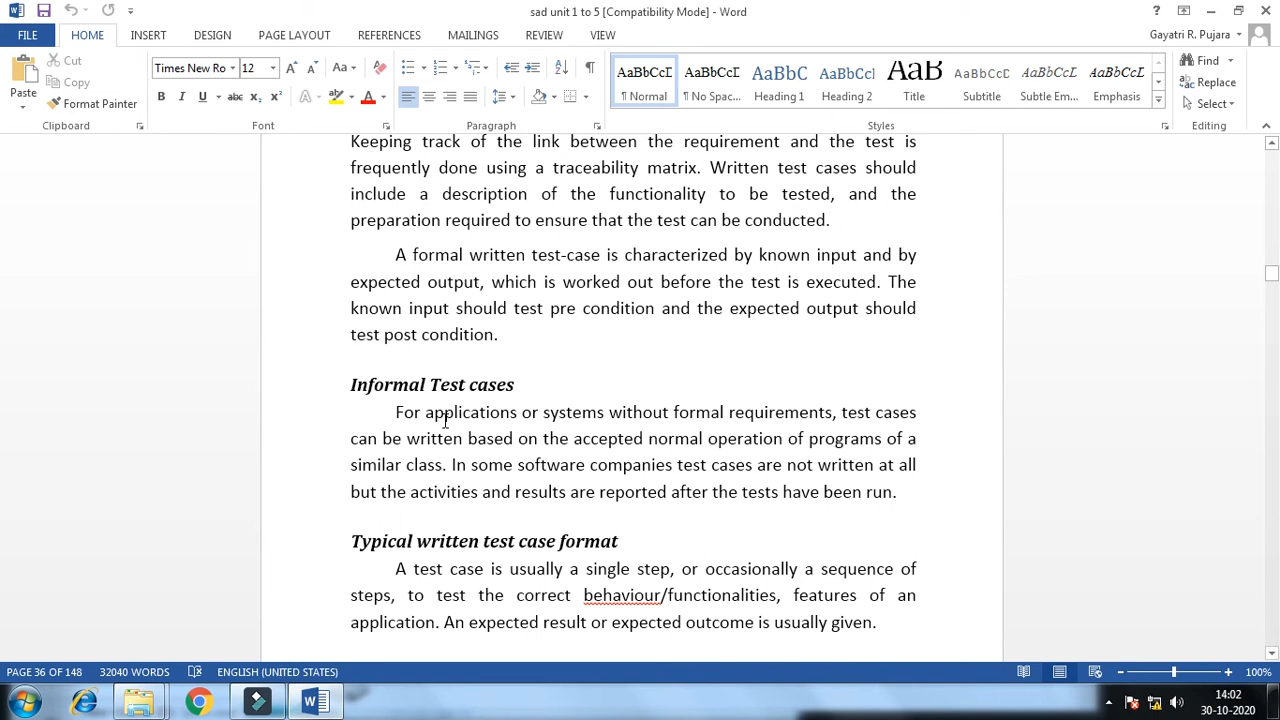 sad unit 1 to 5 [Compatibility Mode] - Word
FILE HOME INSERT DESIGN PAGE LAYOUT REFERENCES MAILINGS REVIEW VIEW Gayatri R. Pujara
Cut
Copy
Format Painter
Paste
Clipboard
Times New Ro 12
Font
Paragraph
AaBbCcI AaBbCcI AaBbC AaBbCcl AaB AaBbCcL AaBbCcL AaBbCcL
¶ Normal ¶ No Spac... Heading 1 Heading 2 Title Subtitle Subtle Em... Emphasis
Styles
Find
Replace
Select
Editing
Keeping track of the link between the requirement and the test is
frequently done using a traceability matrix. Written test cases should
include a description of the functionality to be tested, and the
preparation required to ensure that the test can be conducted.
A formal written test-case is characterized by known input and by
expected output, which is worked out before the test is executed. The
known input should test pre condition and the expected output should
test post condition.
Informal Test cases
For applications or systems without formal requirements, test cases
can be written based on the accepted normal operation of programs of a
similar class. In some software companies test cases are not written at all
but the activities and results are reported after the tests have been run.
Typical written test case format
A test case is usually a single step, or occasionally a sequence of
steps, to test the correct behaviour/functionalities, features of an
application. An expected result or expected outcome is usually given.
PAGE 36 OF 148 32040 WORDS ENGLISH (UNITED STATES) 100%
14:02
30-10-2020